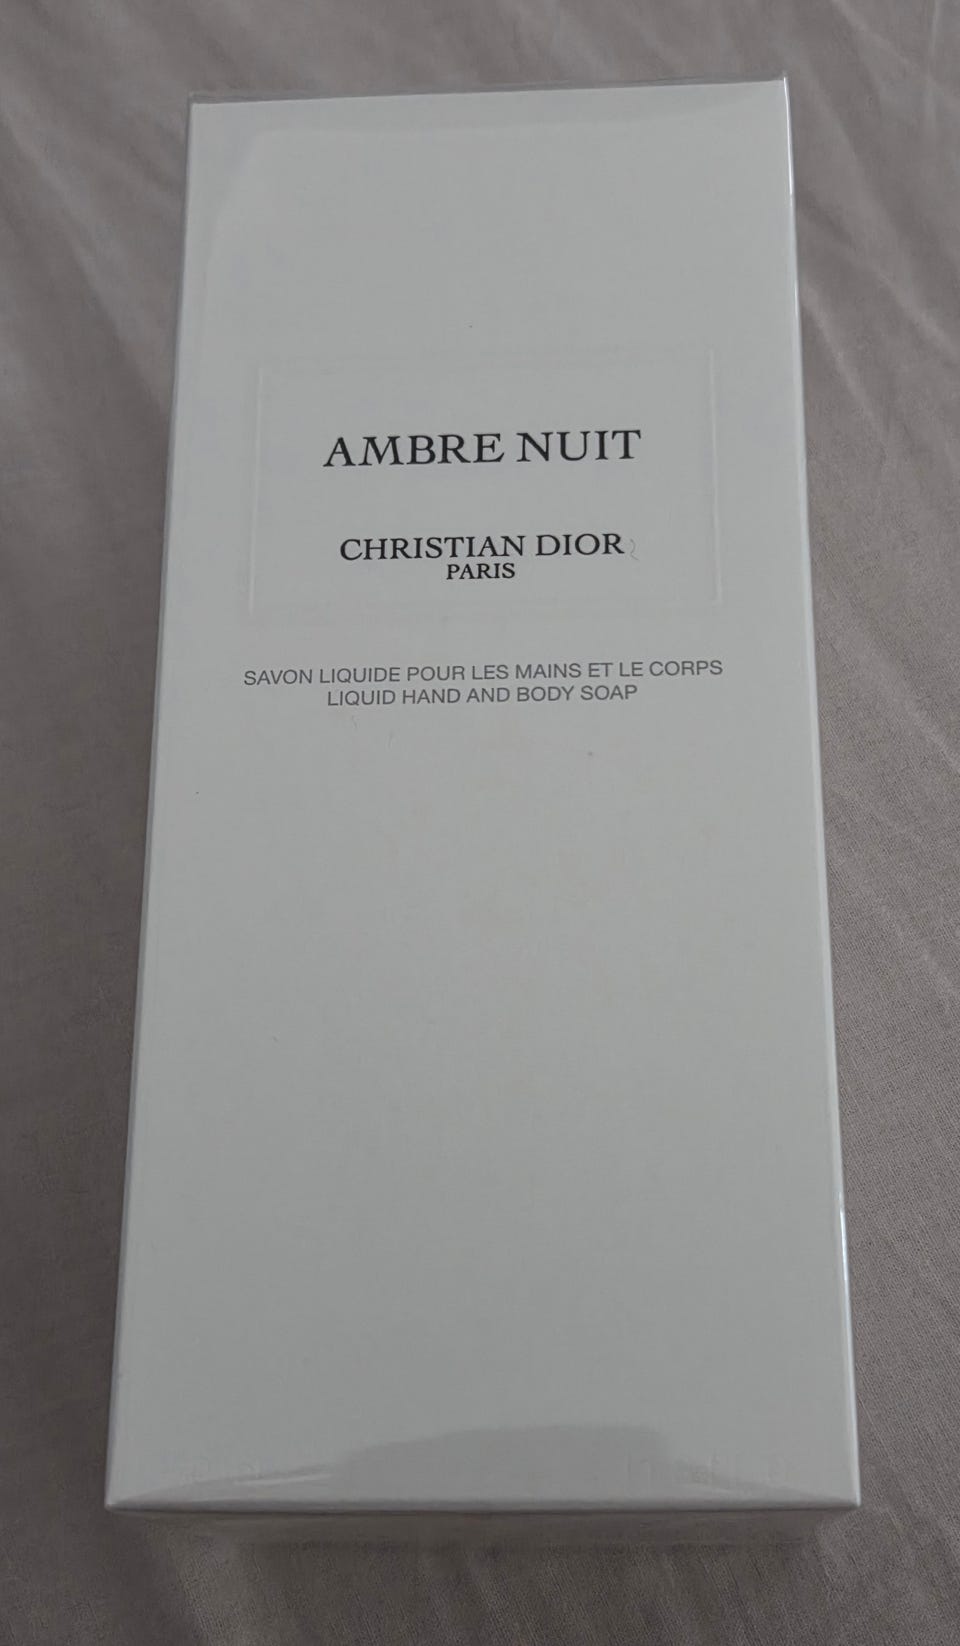 AMBRE NUIT
CHRISTIAN DIOR
PARIS
SAVON LIQUIDE POUR LES MAINS ET LE CORPS
LIQUID HAND AND BODY SOAP